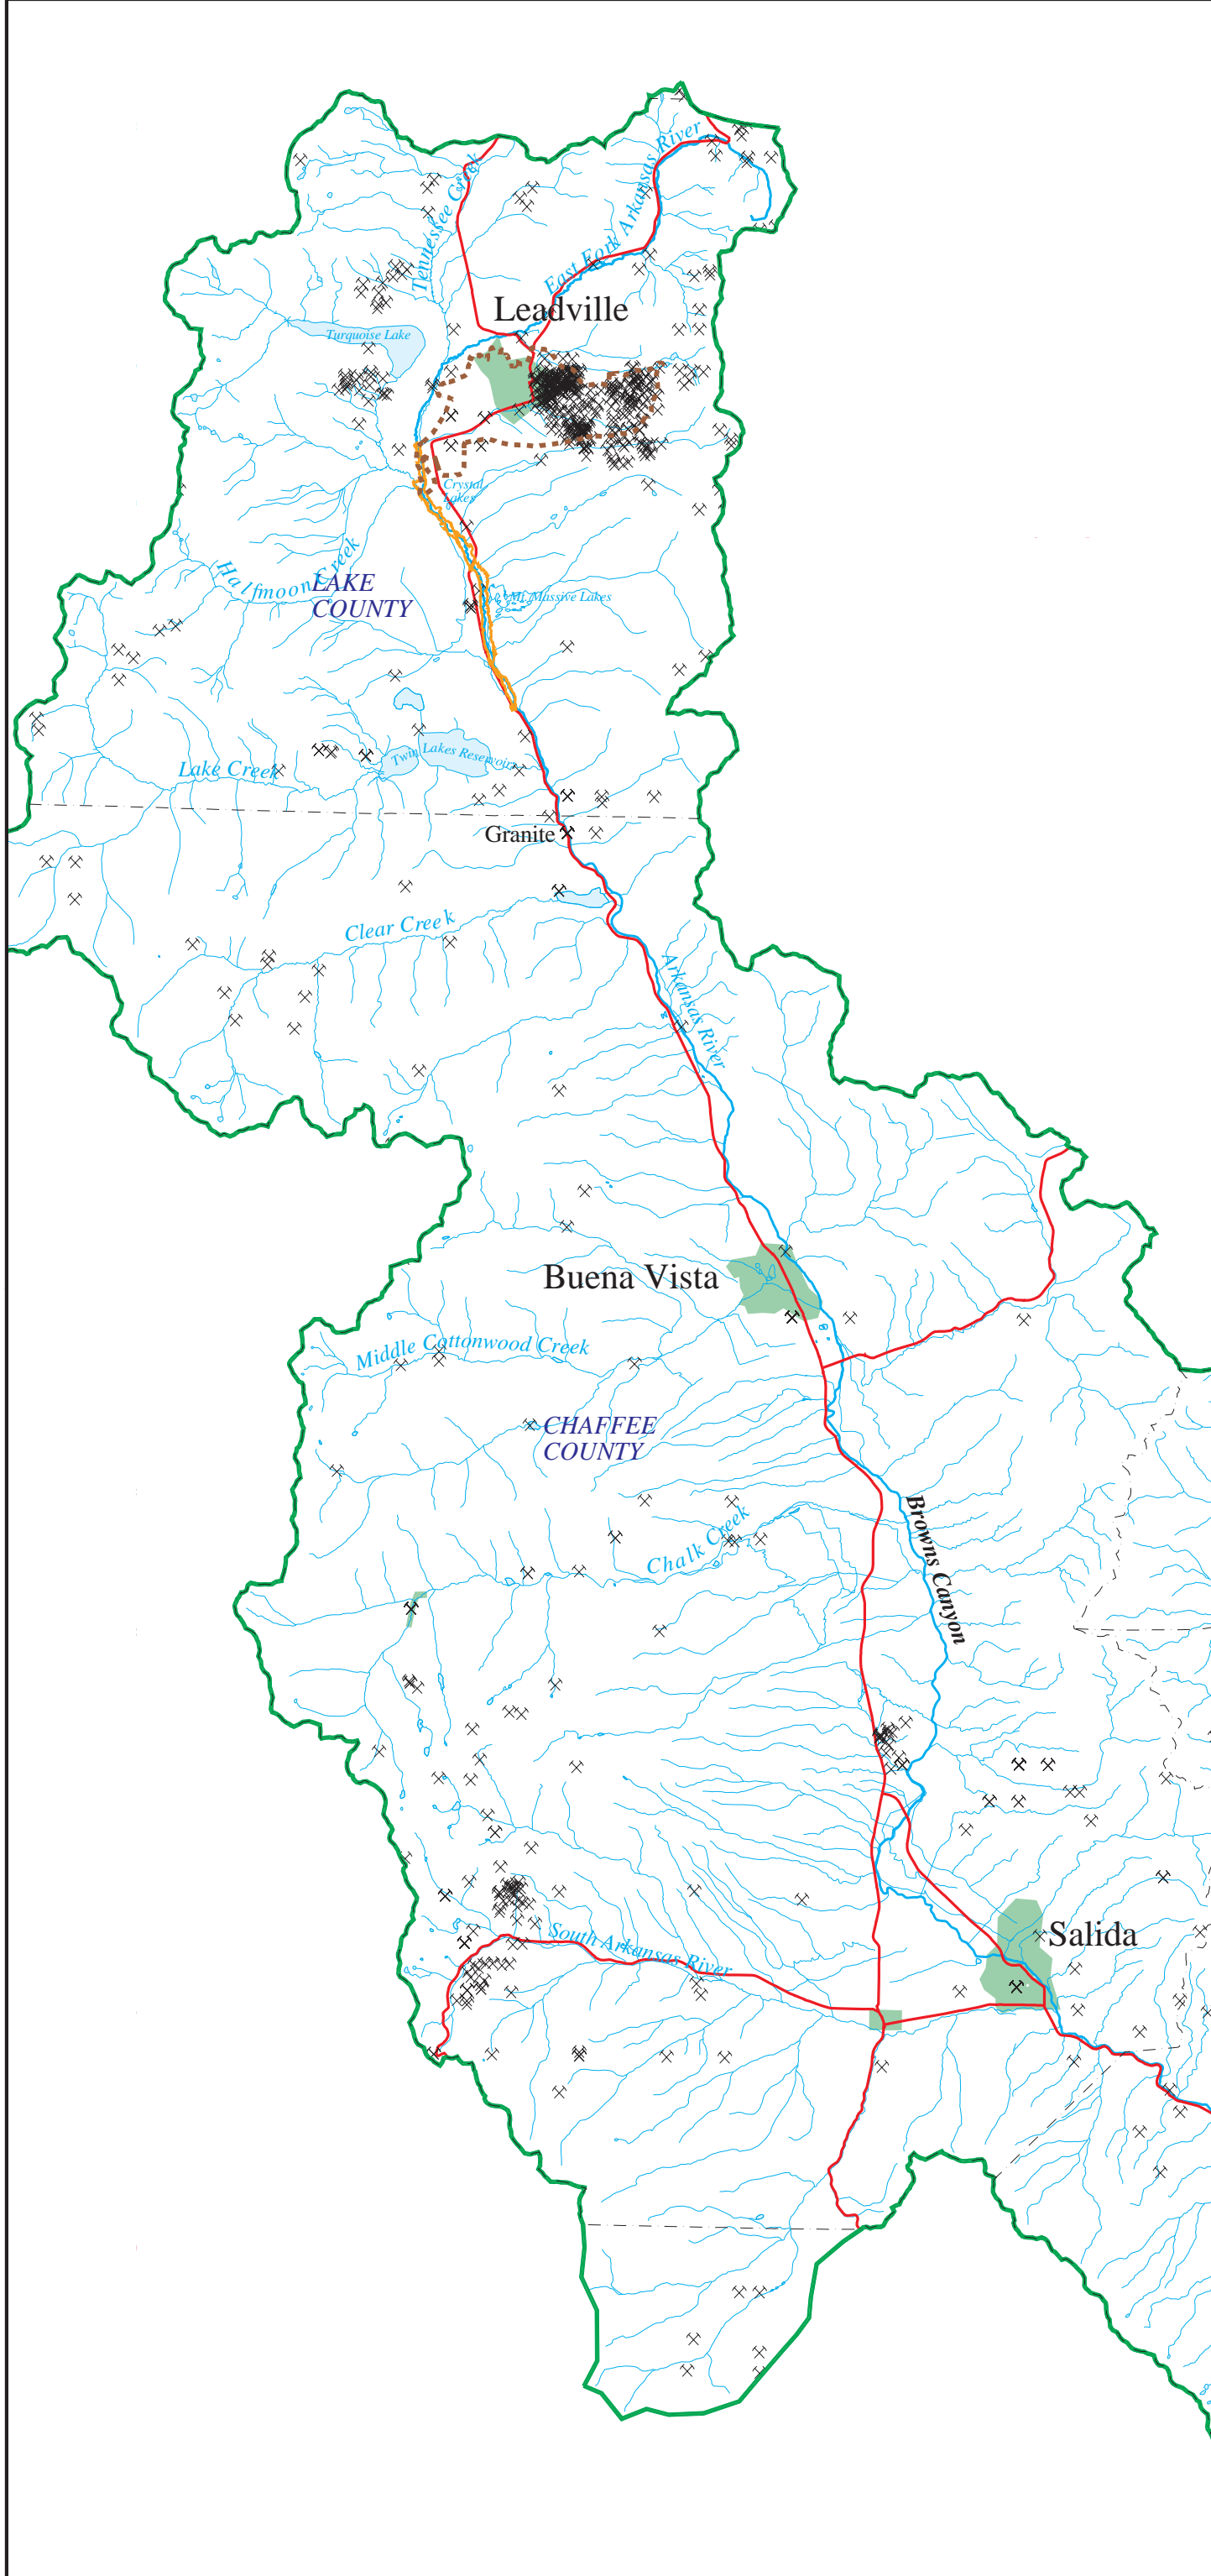 Tennessee Creek
East Fork Arkansas River
Leadville
Turquoise Lake
Crystal
Lakes
Halfmoon Creek
LAKE
COUNTY
Mt. Massive Lakes
Twin Lakes Reservoir
Lake Creek
Granite
Clear Creek
Arkansas River
Buena Vista
Middle Cottonwood Creek
CHAFFEE
COUNTY
Browns Canyon
Chalk Creek
Salida
South Arkansas River